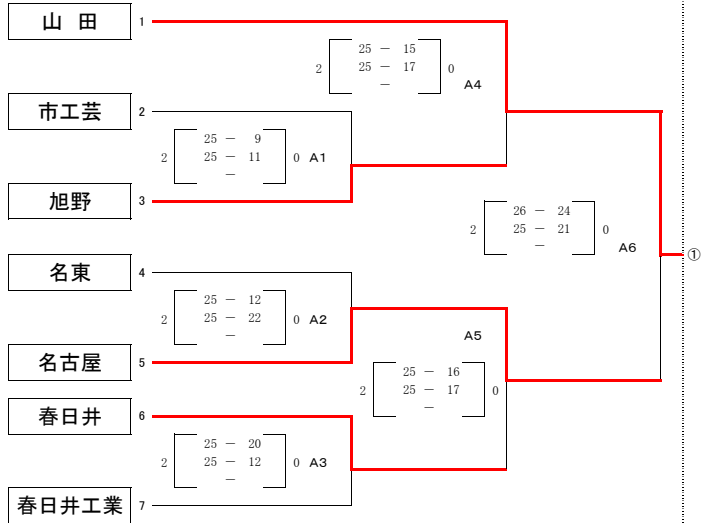 山 田 1
25 － 15
2 25 － 17 0
－ A4
市工芸 2
25 － 9
2 25 － 11 0 A1
－
旭野 3
26 － 24
2 25 － 21 0
－ A6
①
名東 4
25 － 12
2 25 － 22 0 A2
－
A5
名古屋 5
25 － 16
2 25 － 17 0
－
春日井 6
25 － 20
2 25 － 12 0 A3
－
春日井工業 7